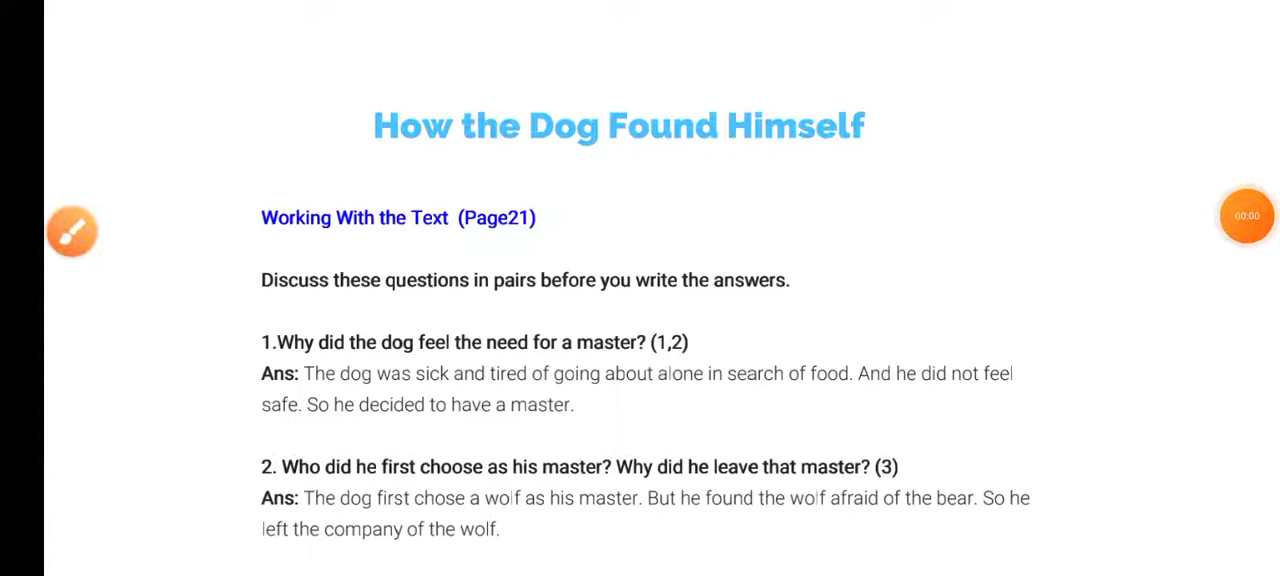 How the Dog Found Himself
Working With the Text (Page21)
Discuss these questions in pairs before you write the answers.
1.Why did the dog feel the need for a master? (1,2)
Ans: The dog was sick and tired of going about alone in search of food. And he did not feel
safe. So he decided to have a master.
2. Who did he first choose as his master? Why did he leave that master? (3)
Ans: The dog first chose a wolf as his master. But he found the wolf afraid of the bear. So he
left the company of the wolf.
00:00